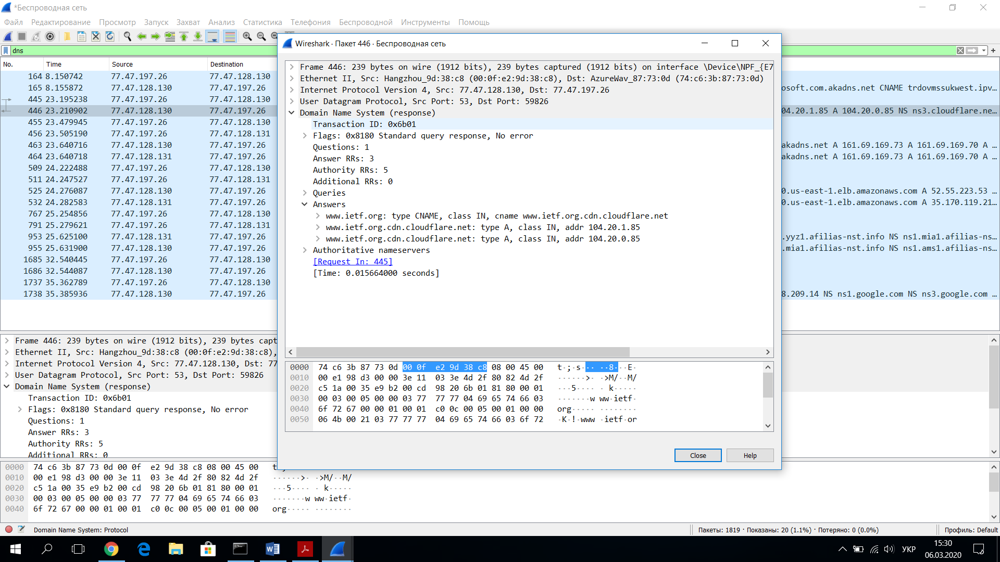 *Беспроводная сеть
Файл Редактирование Просмотр Запуск Захват Анализ Статистика Телефония Беспроводной Инструменты Помощь
dns
No. Time Source Destination
164 8.150742 77.47.197.26 77.47.128.130
165 8.155872 77.47.128.130 77.47.197.26 osoft.com.akadns.net CNAME trdovmssukwest.ipv…
445 23.195238 77.47.197.26 77.47.128.130
446 23.210902 77.47.128.130 77.47.197.26 04.20.1.85 A 104.20.0.85 NS ns3.cloudflare.ne…
455 23.479945 77.47.197.26 77.47.128.130
456 23.505190 77.47.197.26 77.47.128.131
463 23.640716 77.47.128.130 77.47.197.26 akadns.net A 161.69.169.73 A 161.69.169.70 A …
464 23.640718 77.47.128.131 77.47.197.26 akadns.net A 161.69.169.73 A 161.69.169.70 A …
509 24.222488 77.47.197.26 77.47.128.130
511 24.247527 77.47.197.26 77.47.128.131
525 24.276087 77.47.128.130 77.47.197.26 0.us-east-1.elb.amazonaws.com A 52.55.223.53 …
532 24.282583 77.47.128.131 77.47.197.26 0.us-east-1.elb.amazonaws.com A 35.170.119.21…
767 25.254856 77.47.197.26 77.47.128.130
791 25.279621 77.47.197.26 77.47.128.131
953 25.625100 77.47.128.131 77.47.197.26 .yyz1.afilias-nst.info NS ns1.mia1.afilias-ns…
955 25.631900 77.47.128.130 77.47.197.26 .mia1.afilias-nst.info NS ns1.ams1.afilias-ns…
1685 32.540445 77.47.197.26 77.47.128.130
1686 32.544087 77.47.128.130 77.47.197.26
1737 35.362789 77.47.197.26 77.47.128.130
1738 35.385936 77.47.128.130 77.47.197.26 8.209.14 NS ns1.google.com NS ns3.google.com …
Wireshark · Пакет 446 · Беспроводная сеть
Frame 446: 239 bytes on wire (1912 bits), 239 bytes captured (1912 bits) on interface \Device\NPF_{E7
Ethernet II, Src: Hangzhou_9d:38:c8 (00:0f:e2:9d:38:c8), Dst: AzureWav_87:73:0d (74:c6:3b:87:73:0d)
Internet Protocol Version 4, Src: 77.47.128.130, Dst: 77.47.197.26
User Datagram Protocol, Src Port: 53, Dst Port: 59826
Domain Name System (response)
Transaction ID: 0x6b01
Flags: 0x8180 Standard query response, No error
Questions: 1
Answer RRs: 3
Authority RRs: 5
Additional RRs: 0
Queries
Answers
www.ietf.org: type CNAME, class IN, cname www.ietf.org.cdn.cloudflare.net
www.ietf.org.cdn.cloudflare.net: type A, class IN, addr 104.20.1.85
www.ietf.org.cdn.cloudflare.net: type A, class IN, addr 104.20.0.85
Authoritative nameservers
[Request In: 445]
[Time: 0.015664000 seconds]
0000 74 c6 3b 87 73 0d 00 0f e2 9d 38 c8 08 00 45 00 t·;·s···  ··8···E·
0010 00 e1 98 d3 00 00 3e 11 03 3e 4d 2f 80 82 4d 2f ······>· ·>M/··M/
0020 c5 1a 00 35 e9 b2 00 cd 98 20 6b 01 81 80 00 01 ···5···· · k·····
0030 00 03 00 05 00 00 03 77 77 77 04 69 65 74 66 03 ·······w ww·ietf·
0040 6f 72 67 00 00 01 00 01 c0 0c 00 05 00 01 00 00 org····· ········
0050 06 4b 00 21 03 77 77 77 04 69 65 74 66 03 6f 72 ·K·!·www ·ietf·or
Close Help
Frame 446: 239 bytes on wire (1912 bits), 239 bytes capt
Ethernet II, Src: Hangzhou_9d:38:c8 (00:0f:e2:9d:38:c8),
Internet Protocol Version 4, Src: 77.47.128.130, Dst: 77
User Datagram Protocol, Src Port: 53, Dst Port: 59826
Domain Name System (response)
Transaction ID: 0x6b01
Flags: 0x8180 Standard query response, No error
Questions: 1
Answer RRs: 3
Authority RRs: 5
Additional RRs: 0
0000 74 c6 3b 87 73 0d 00 0f e2 9d 38 c8 08 00 45 00
0010 00 e1 98 d3 00 00 3e 11 03 3e 4d 2f 80 82 4d 2f ······>· ·>M/··M/
0020 c5 1a 00 35 e9 b2 00 cd 98 20 6b 01 81 80 00 01 ···5···· · k·····
0030 00 03 00 05 00 00 03 77 77 77 04 69 65 74 66 03 ·······w ww·ietf·
0040 6f 72 67 00 00 01 00 01 c0 0c 00 05 00 01 00 00 org····· ········
Domain Name System: Protocol
Пакеты: 1819 · Показаны: 20 (1.1%) · Потеряно: 0 (0.0%)
Профиль: Default
УКР
15:30
06.03.2020